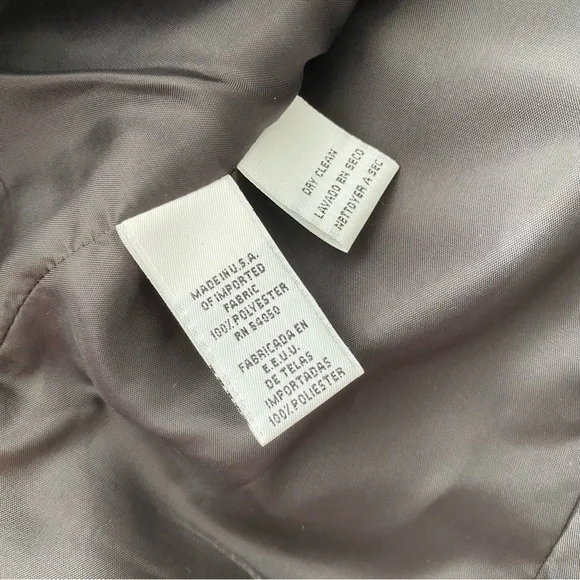 DRY CLEAN
LAVADO EN SECO
NETTOYER A SEC
MADE IN U.S.A.
OF IMPORTED
FABRIC
100% POLYESTER
RN 54050
FABRICADA EN
E.E.U.U.
DE TELAS
IMPORTADAS
100% POLIESTER